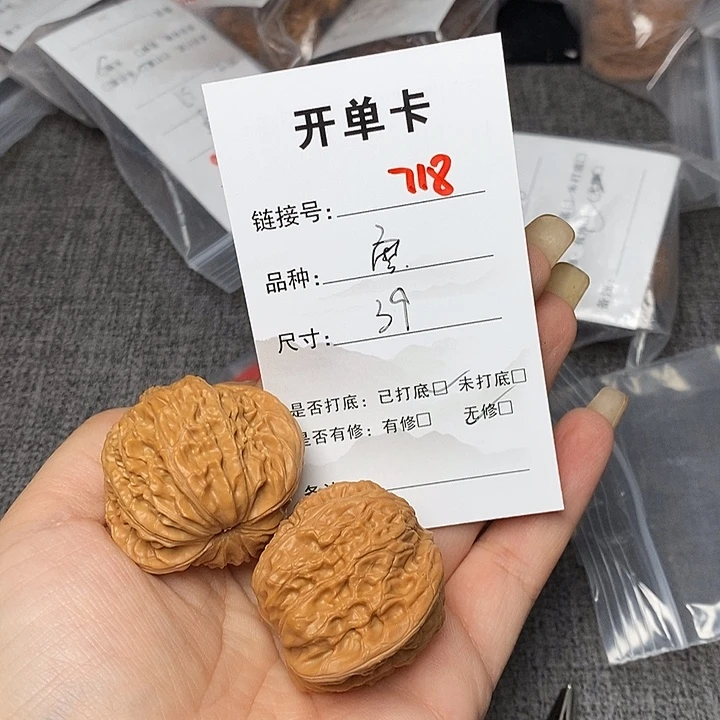 开单卡
链接号: 718
品种:
尺寸: 39
是否打底: 已打底□ 未打底□
是否有修: 有修□ 无修□